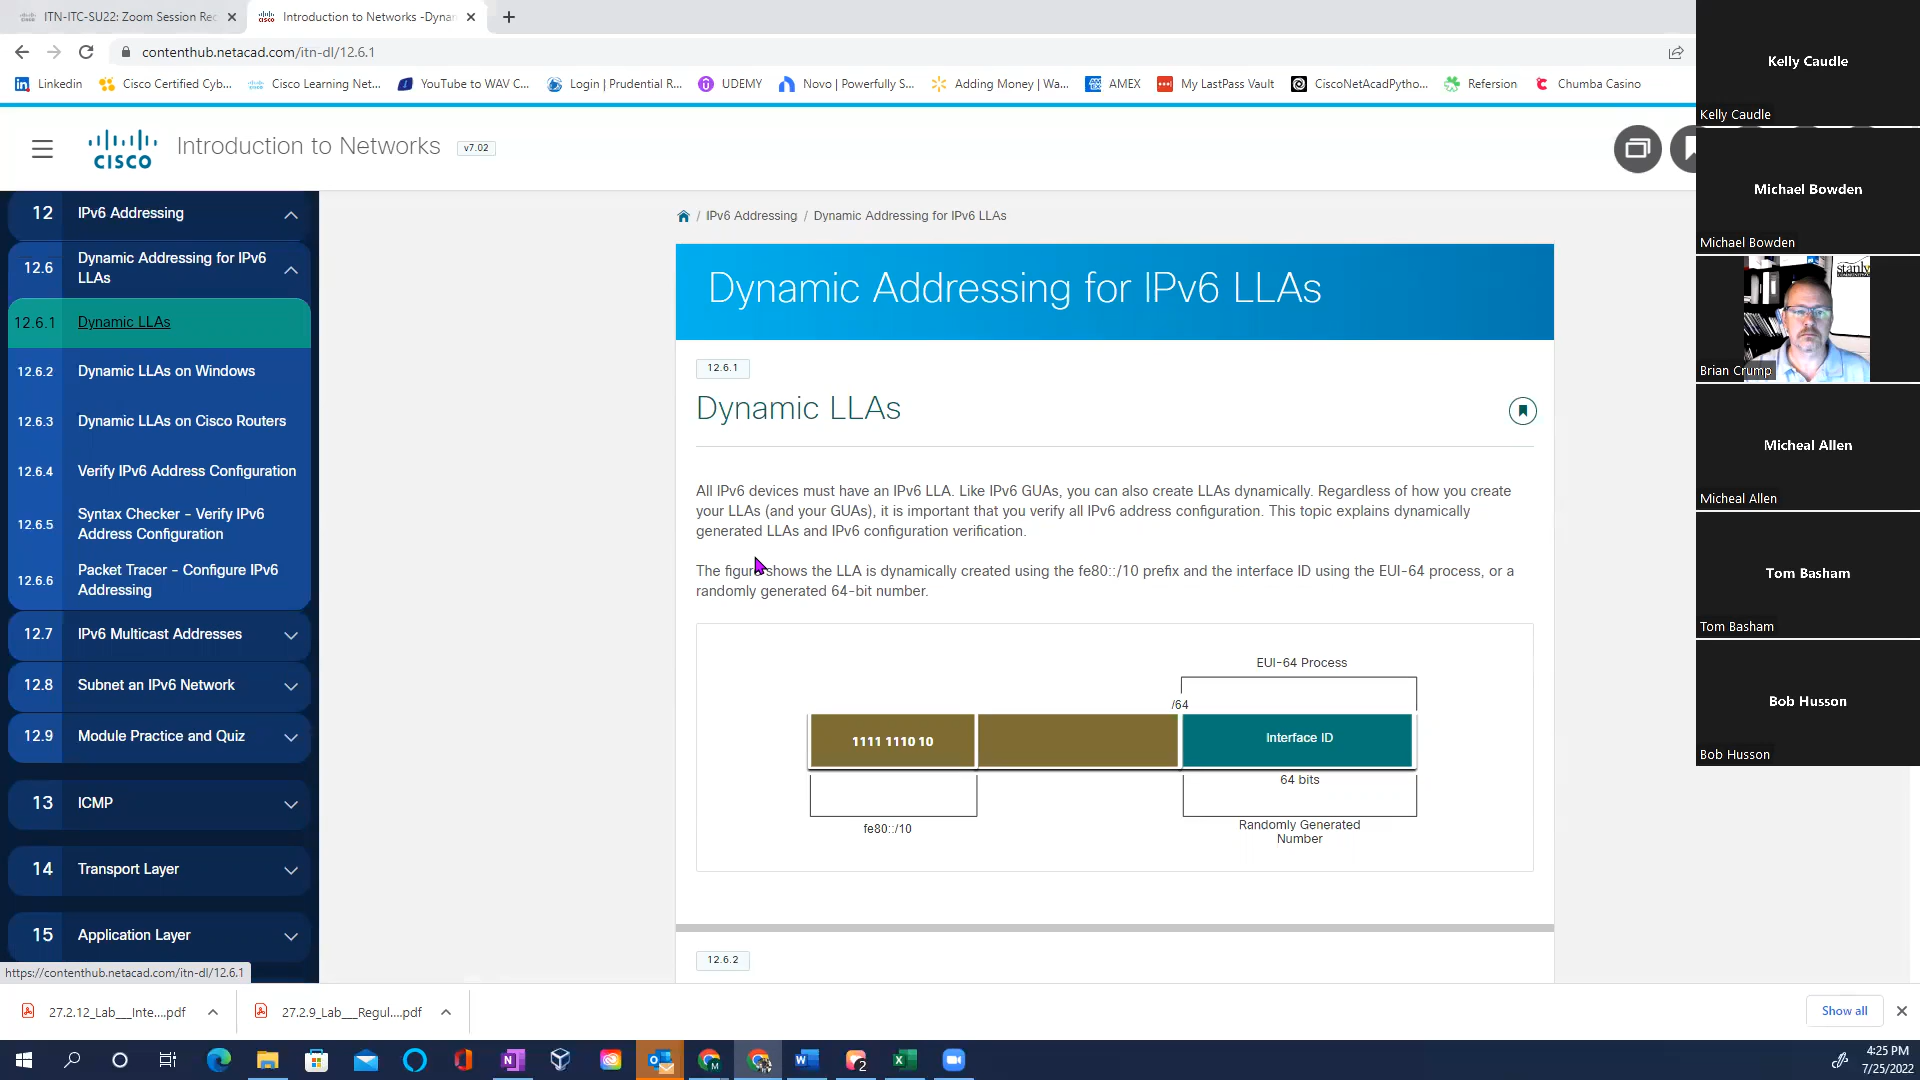 ITN-ITC-SU22: Zoom Session Rec
Introduction to Networks -Dynam
contenthub.netacad.com/itn-dl/12.6.1
Linkedin
Cisco Certified Cyb...
Cisco Learning Net...
YouTube to WAV C...
Login | Prudential R...
UDEMY
Novo | Powerfully S...
Adding Money | Wa...
AMEX
My LastPass Vault
CiscoNetAcadPytho...
Refersion
Chumba Casino
CISCO
Introduction to Networks
v7.02
12 IPv6 Addressing
12.6 Dynamic Addressing for IPv6
LLAs
12.6.1 Dynamic LLAs
12.6.2 Dynamic LLAs on Windows
12.6.3 Dynamic LLAs on Cisco Routers
12.6.4 Verify IPv6 Address Configuration
12.6.5 Syntax Checker - Verify IPv6
Address Configuration
12.6.6 Packet Tracer - Configure IPv6
Addressing
12.7 IPv6 Multicast Addresses
12.8 Subnet an IPv6 Network
12.9 Module Practice and Quiz
13 ICMP
14 Transport Layer
15 Application Layer
https://contenthub.netacad.com/itn-dl/12.6.1
/ IPv6 Addressing / Dynamic Addressing for IPv6 LLAs
Dynamic Addressing for IPv6 LLAs
12.6.1
Dynamic LLAs
All IPv6 devices must have an IPv6 LLA. Like IPv6 GUAs, you can also create LLAs dynamically. Regardless of how you create
your LLAs (and your GUAs), it is important that you verify all IPv6 address configuration. This topic explains dynamically
generated LLAs and IPv6 configuration verification.
The figure shows the LLA is dynamically created using the fe80::/10 prefix and the interface ID using the EUI-64 process, or a
randomly generated 64-bit number.
EUI-64 Process
/64
1111 1110 10
Interface ID
64 bits
fe80::/10
Randomly Generated
Number
12.6.2
Kelly Caudle
Kelly Caudle
Michael Bowden
Michael Bowden
stanly
Brian Crump
Micheal Allen
Micheal Allen
Tom Basham
Tom Basham
Bob Husson
Bob Husson
27.2.12_Lab___Inte....pdf
27.2.9_Lab___Regul....pdf
Show all
2
4:25 PM
7/25/2022